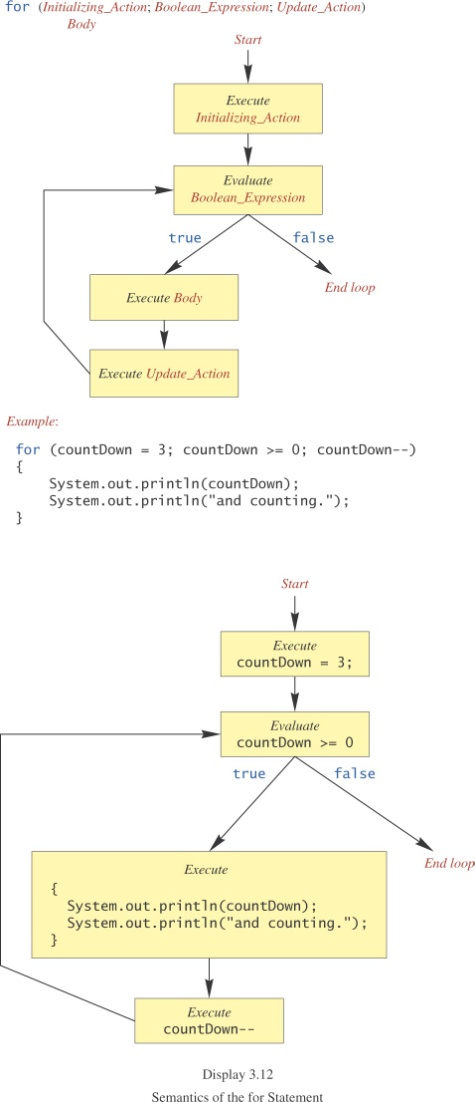 for (Initializing_Action; Boolean_Expression; Update_Action)
Body
Start
Execute
Initializing_Action
Evaluate
Boolean_Expression
true
false
End loop
Execute Body
Execute Update_Action
Example:
for (countDown = 3; countDown >= 0; countDown--)
{
System.out.println(countDown);
System.out.println("and counting.");
}
Start
Execute
countDown = 3;
Evaluate
countDown >= 0
true
false
End loop
Execute
{
System.out.println(countDown);
System.out.println("and counting.");
}
Execute
countDown--
Display 3.12
Semantics of the for Statement